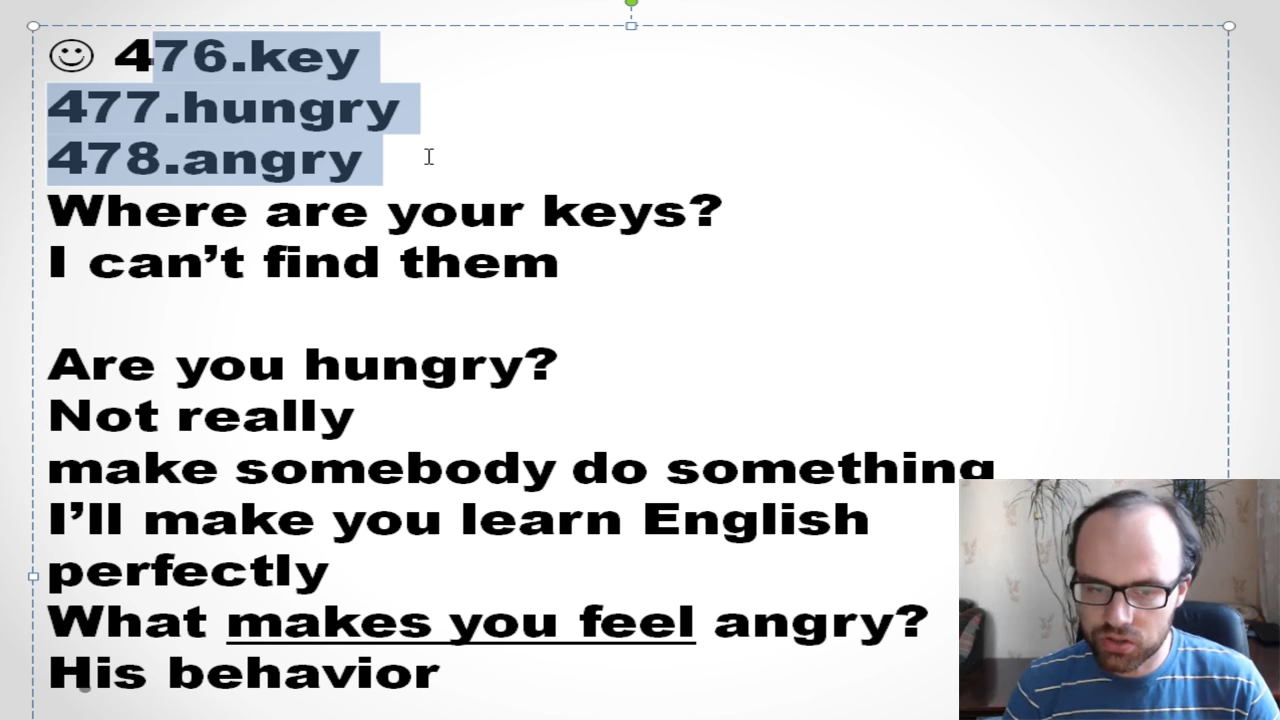 ☺ 476.key
477.hungry
478.angry
Where are your keys?
I can’t find them
Are you hungry?
Not really
make somebody do something
I’ll make you learn English
perfectly
What makes you feel angry?
His behavior